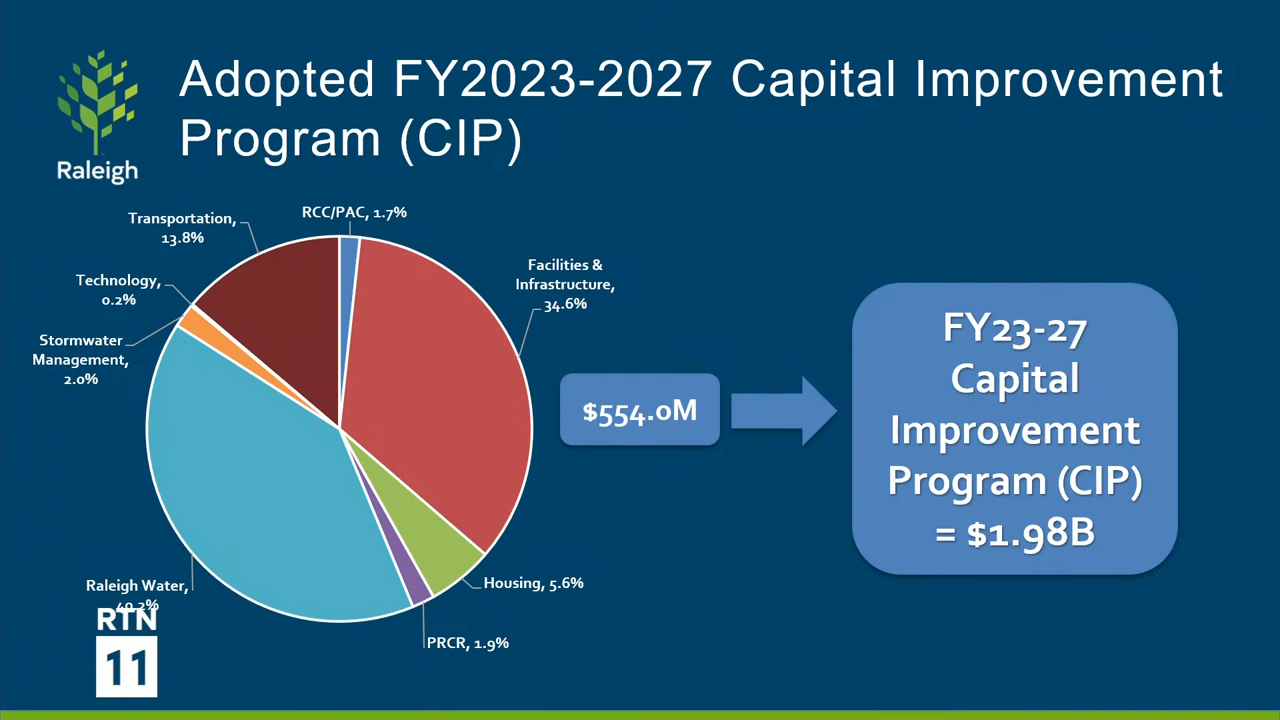 Adopted FY2023-2027 Capital Improvement
Program (CIP)
Raleigh
Transportation,
13.8%
RCC/PAC, 1.7%
Facilities &
Infrastructure,
34.6%
Technology,
0.2%
Stormwater
Management,
2.0%
$554.0M
FY23-27
Capital
Improvement
Program (CIP)
= $1.98B
Raleigh Water,
40.2%
Housing, 5.6%
PRCR, 1.9%
RTN
11